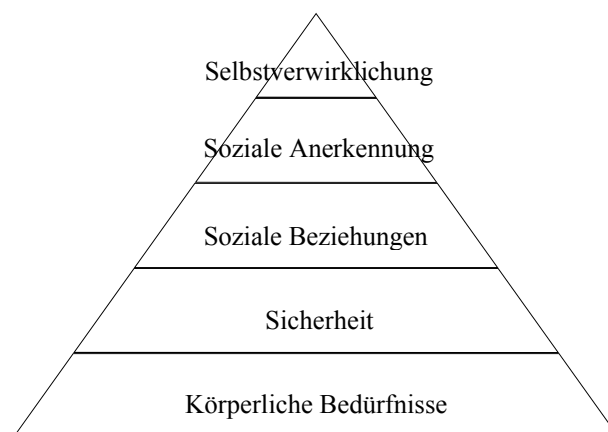 Selbstverwirklichung
Soziale Anerkennung
Soziale Beziehungen
Sicherheit
Körperliche Bedürfnisse